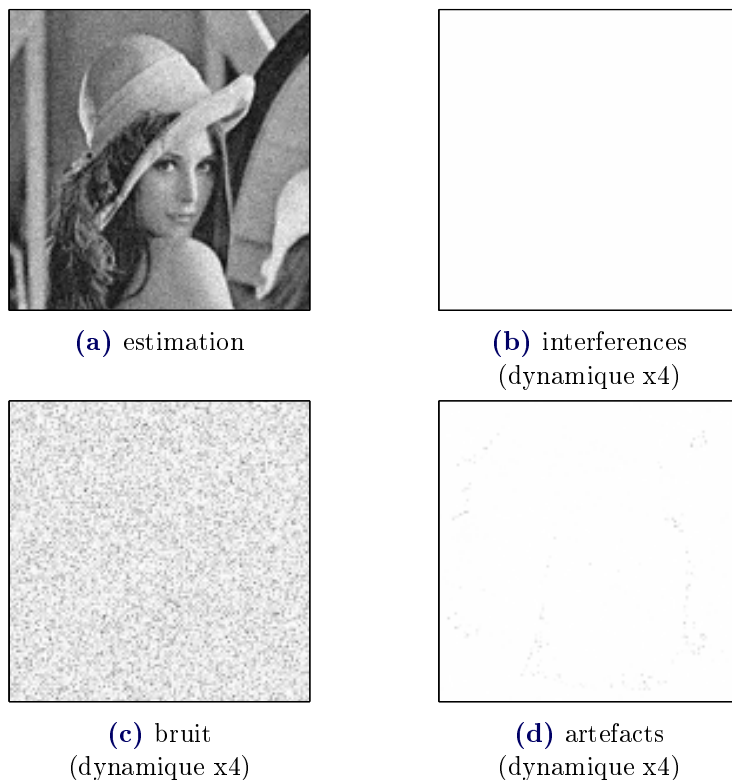 (a) estimation
(b) interferences
(dynamique x4)
(c) bruit
(dynamique x4)
(d) artefacts
(dynamique x4)